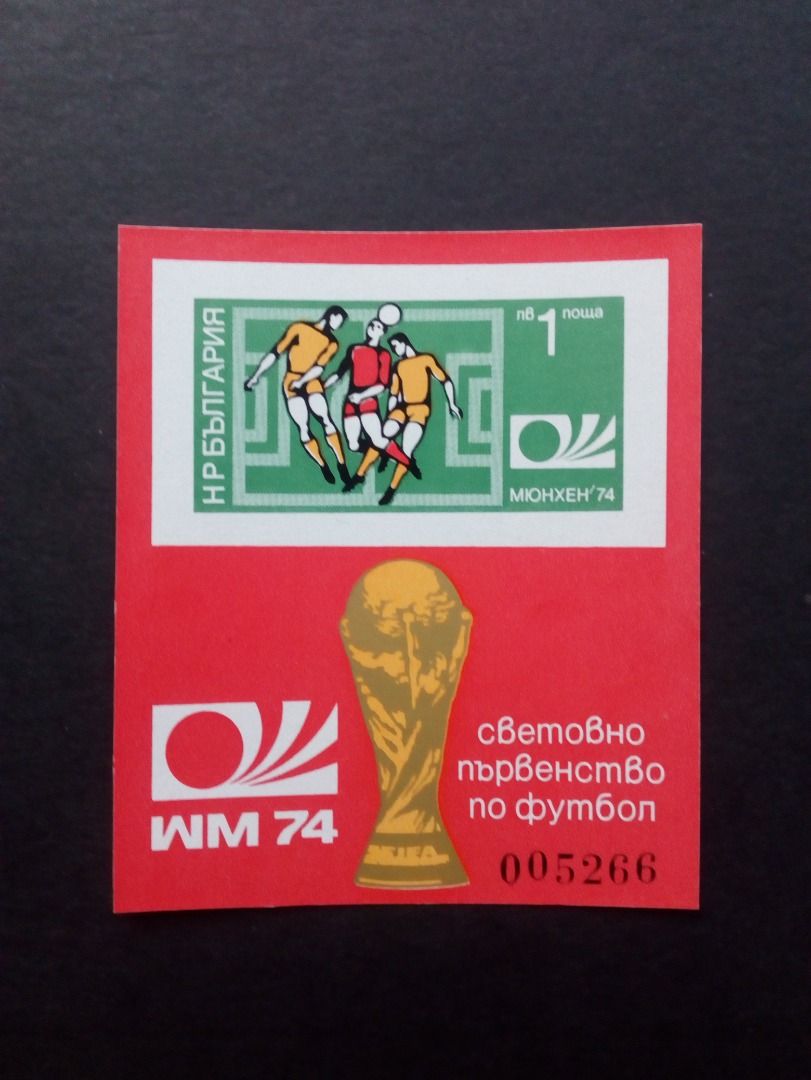 НР БЪЛГАРИЯ
лв 1 поща
МЮНХЕН'74
WM 74
световно
първенство
по футбол
005266